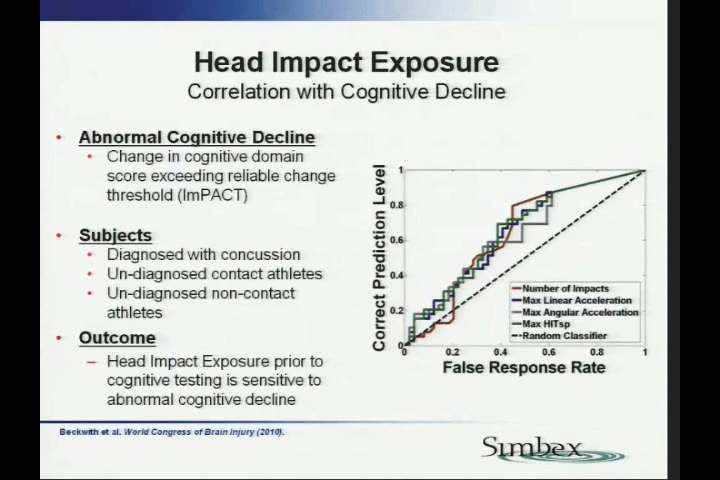 Head Impact Exposure
Correlation with Cognitive Decline
• Abnormal Cognitive Decline
• Change in cognitive domain
score exceeding reliable change
threshold (ImPACT)
• Subjects
• Diagnosed with concussion
• Un-diagnosed contact athletes
• Un-diagnosed non-contact
athletes
• Outcome
– Head Impact Exposure prior to
cognitive testing is sensitive to
abnormal cognitive decline
Correct Prediction Level
1
0.8
0.6
0.4
0.2
0
Number of Impacts
Max Linear Acceleration
Max Angular Acceleration
Max HITsp
Random Classifier
0 0.2 0.4 0.6 0.8 1
False Response Rate
Beckwith et al. World Congress of Brain Injury (2010).
Simbex